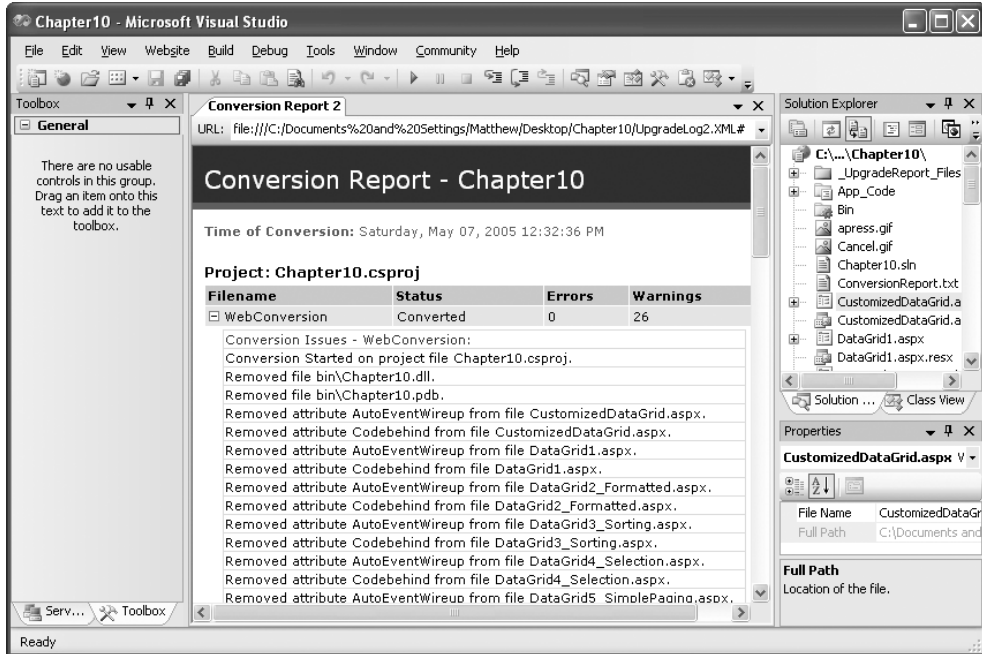 Chapter10 - Microsoft Visual Studio
File Edit View Website Build Debug Tools Window Community Help
Toolbox
General
There are no usable
controls in this group.
Drag an item onto this
text to add it to the
toolbox.
Serv... Toolbox
Conversion Report 2
URL: file:///C:/Documents%20and%20Settings/Matthew/Desktop/Chapter10/UpgradeLog2.XML#
Conversion Report - Chapter10
Time of Conversion: Saturday, May 07, 2005 12:32:36 PM
Project: Chapter10.csproj
Filename Status Errors Warnings
WebConversion Converted 0 26
Conversion Issues - WebConversion:
Conversion Started on project file Chapter10.csproj.
Removed file bin\Chapter10.dll.
Removed file bin\Chapter10.pdb.
Removed attribute AutoEventWireup from file CustomizedDataGrid.aspx.
Removed attribute Codebehind from file CustomizedDataGrid.aspx.
Removed attribute AutoEventWireup from file DataGrid1.aspx.
Removed attribute Codebehind from file DataGrid1.aspx.
Removed attribute AutoEventWireup from file DataGrid2_Formatted.aspx.
Removed attribute Codebehind from file DataGrid2_Formatted.aspx.
Removed attribute AutoEventWireup from file DataGrid3_Sorting.aspx.
Removed attribute Codebehind from file DataGrid3_Sorting.aspx.
Removed attribute AutoEventWireup from file DataGrid4_Selection.aspx.
Removed attribute Codebehind from file DataGrid4_Selection.aspx.
Removed attribute AutoEventWireup from file DataGrid5_SimplePaging.aspx.
Solution Explorer
C:\...\Chapter10\
_UpgradeReport_Files
App_Code
Bin
apress.gif
Cancel.gif
Chapter10.sln
ConversionReport.txt
CustomizedDataGrid.a
CustomizedDataGrid.a
DataGrid1.aspx
DataGrid1.aspx.resx
Solution ... Class View
Properties
CustomizedDataGrid.aspx
File Name CustomizedDataGr
Full Path C:\Documents and
Full Path
Location of the file.
Ready